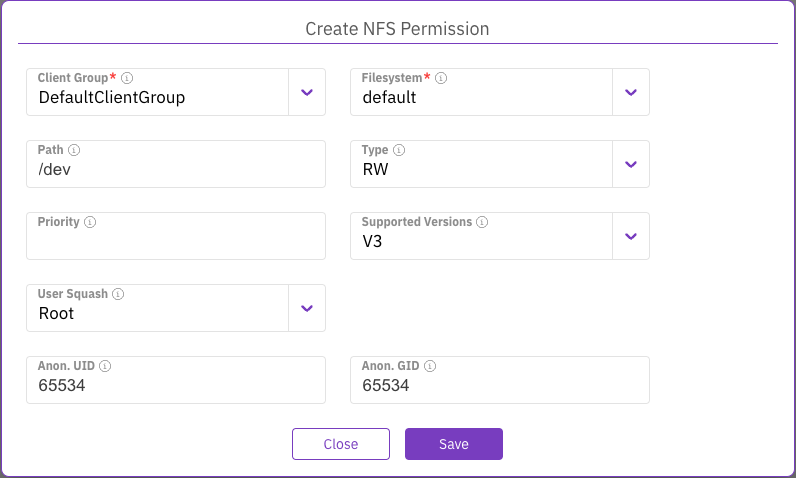 Create NFS Permission
Client Group*
DefaultClientGroup
Filesystem*
default
Path
/dev
Type
RW
Priority
Supported Versions
V3
User Squash
Root
Anon. UID
65534
Anon. GID
65534
Close
Save